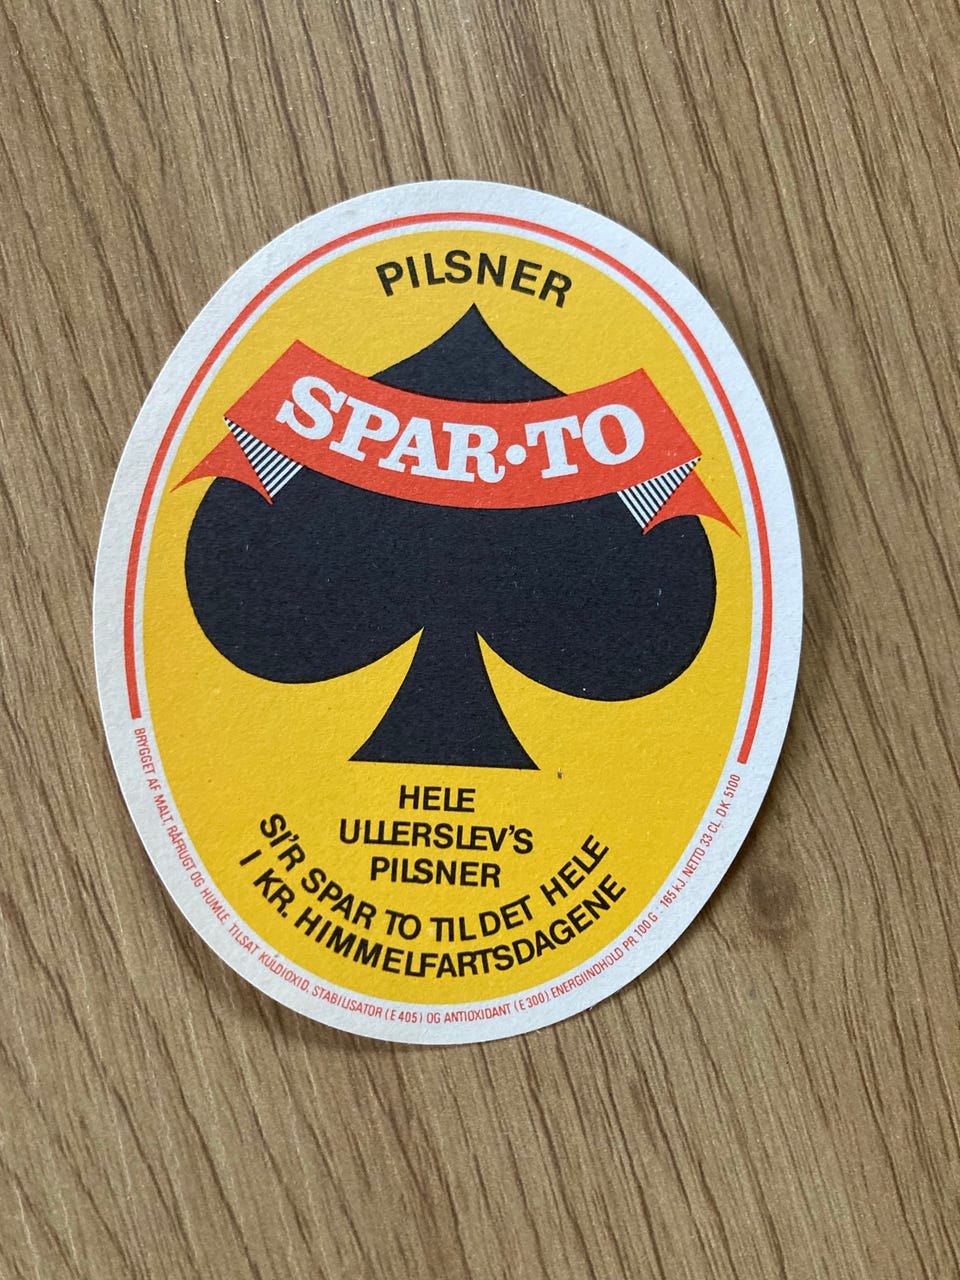 PILSNER
SPAR·TO
HELE
ULLERSLEV'S
PILSNER
SI'R SPAR TO TIL DET HELE
I KR. HIMMELFARTSDAGENE
BRYGGET AF MALT, RÅFRUGT OG HUMLE. TILSAT KULDIOXID, STABILISATOR (E 405) OG ANTIOXIDANT (E 300). ENERGIINDHOLD PR. 100 G : 165 kJ. NETTO 33 CL. DK 5100